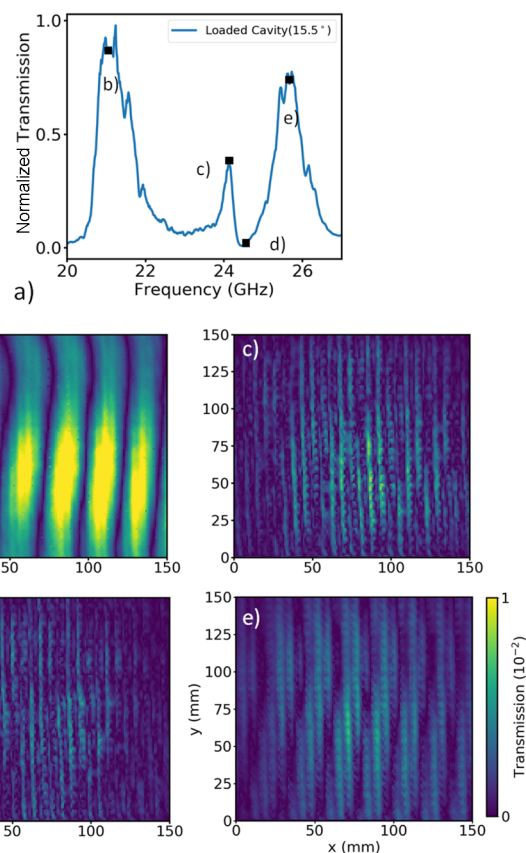 1.0
Loaded Cavity(15.5°)
b)
e)
0.5
c)
d)
0.0
20 22 24 26
Normalized Transmission
Frequency (GHz)
a)
50 100 150
c)
150
125
100
75
50
25
0
0 50 100 150
50 100 150
e)
150
125
100
75
50
25
0
y (mm)
0 50 100 150
x (mm)
1
0
Transmission (10⁻²)